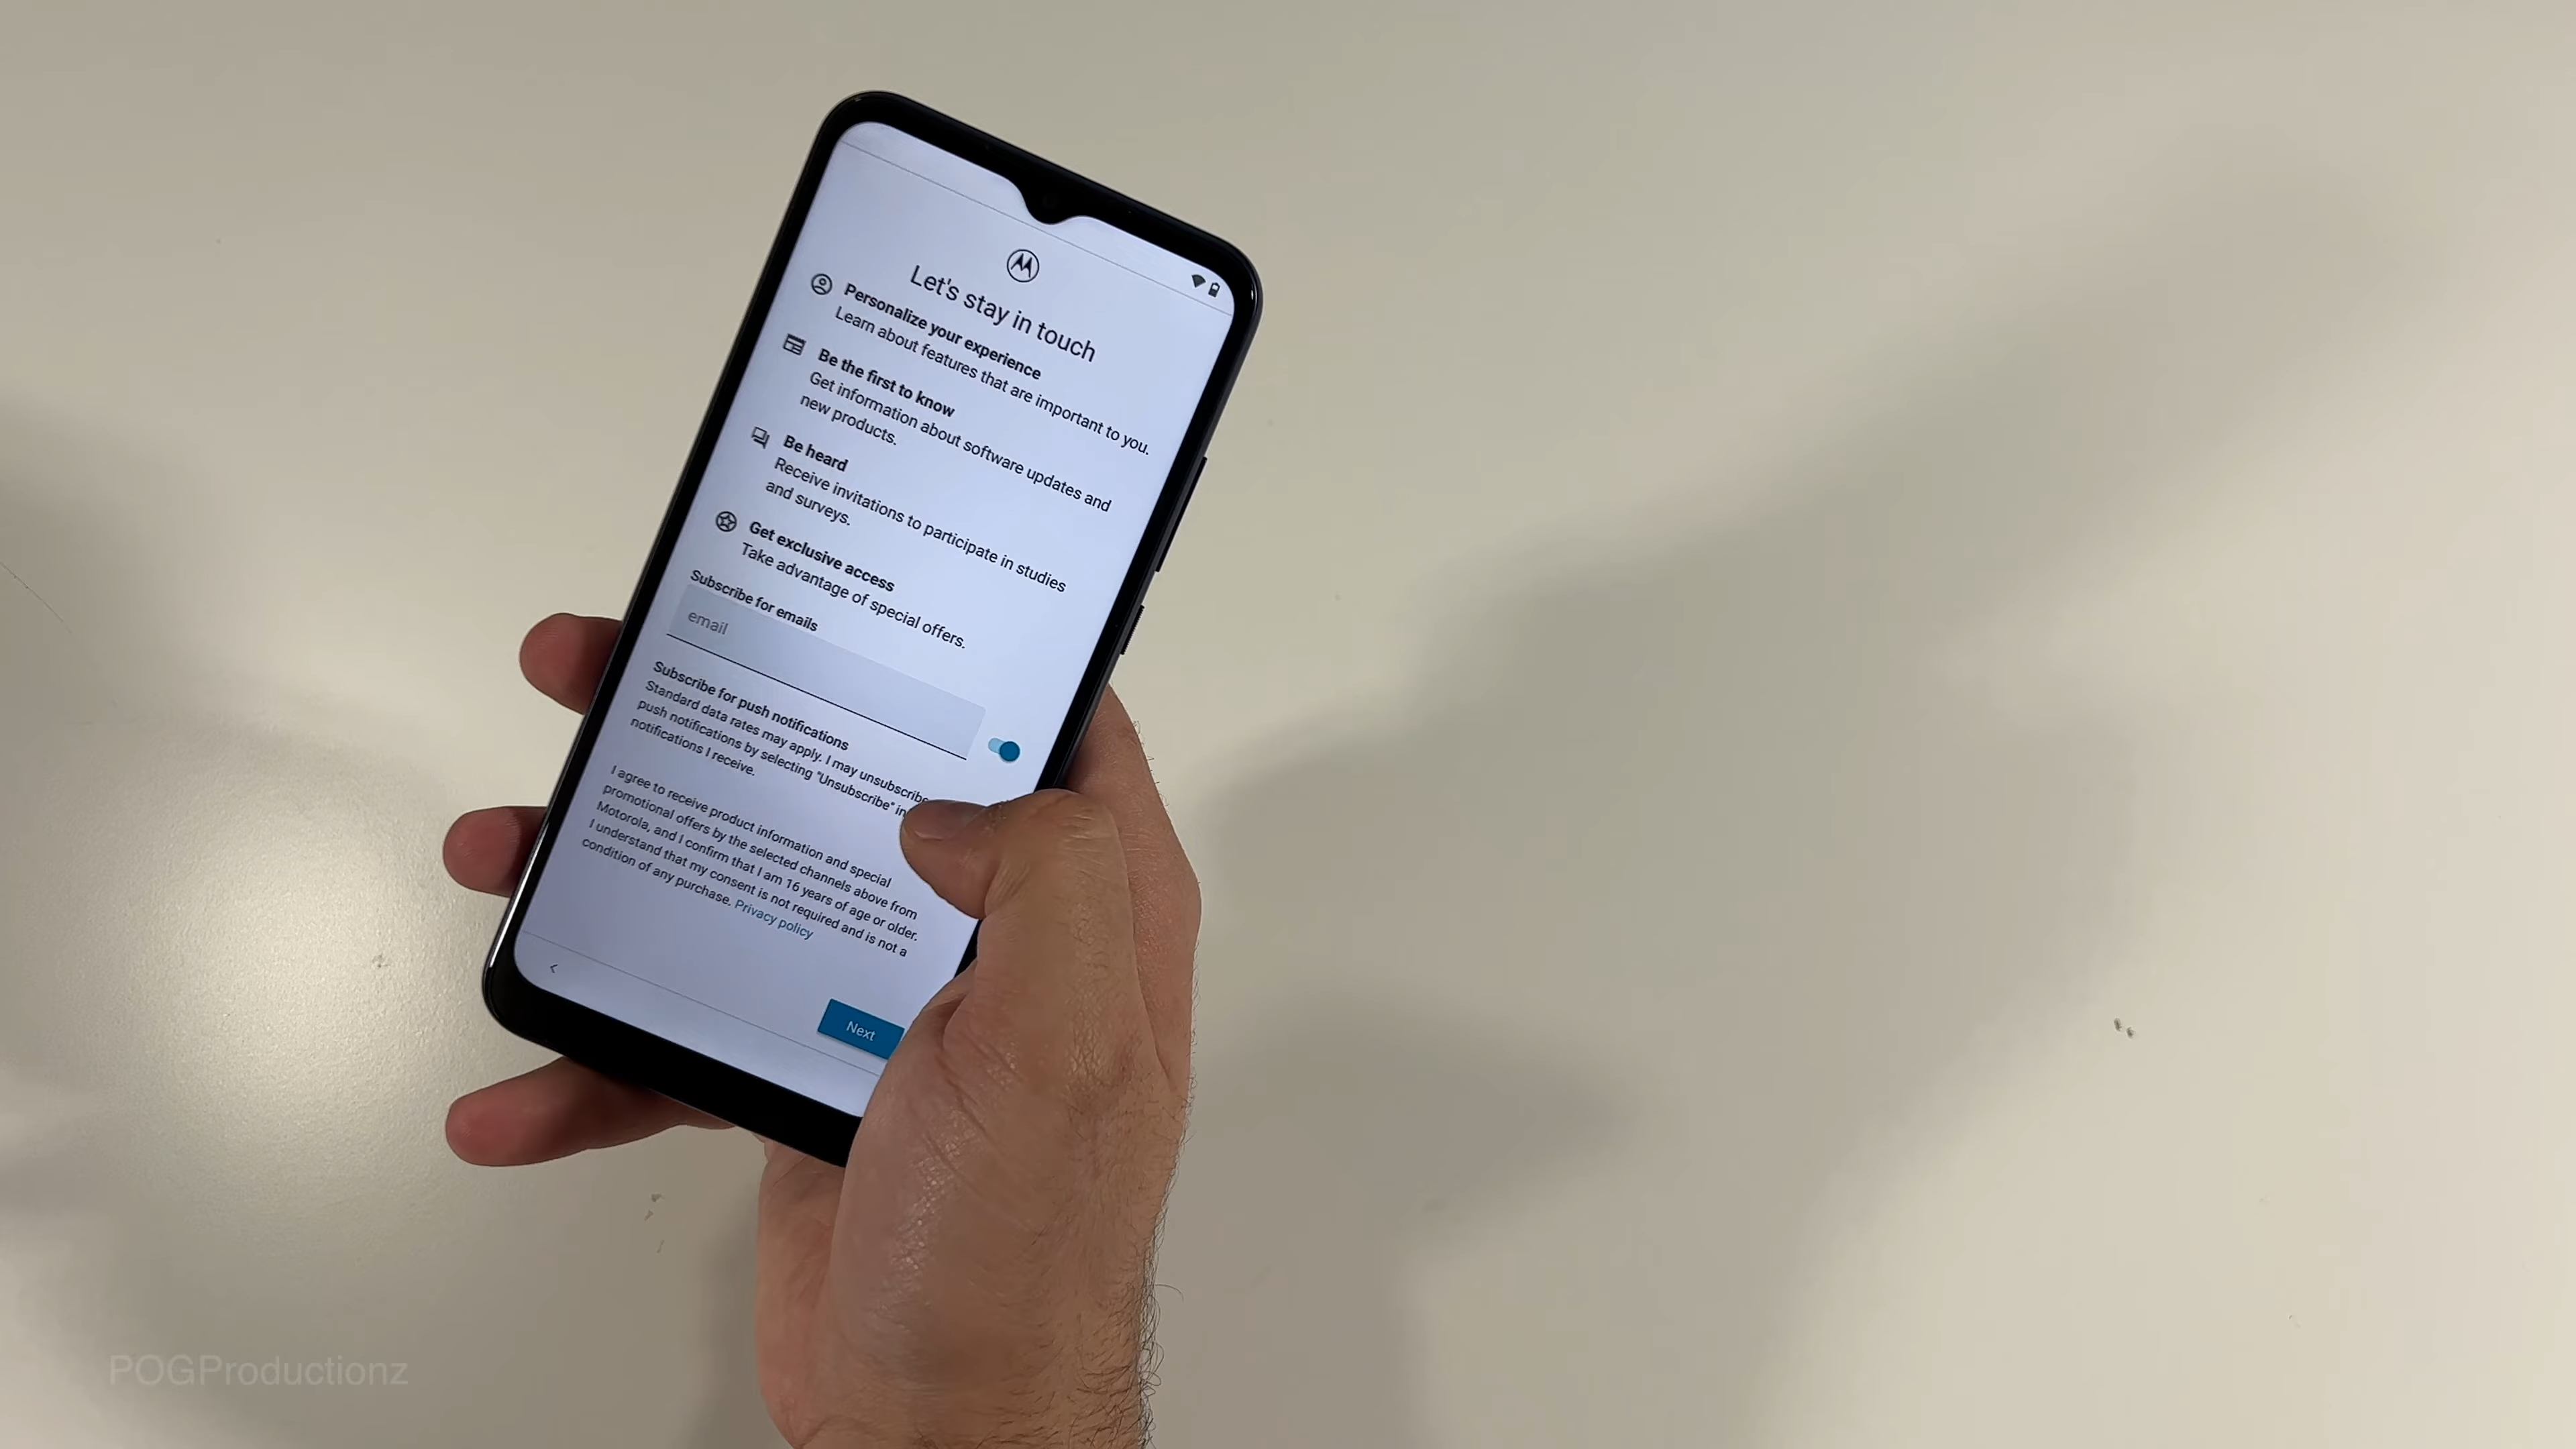 Let's stay in touch
Personalize your experience
Learn about features that are important to you.
Be the first to know
Get information about software updates and
new products.
Be heard
Receive invitations to participate in studies
and surveys.
Get exclusive access
Take advantage of special offers.
Subscribe for emails
email
Subscribe for push notifications
Standard data rates may apply. I may unsubscribe
push notifications by selecting "Unsubscribe" in
notifications I receive.
I agree to receive product information and special
promotional offers by the selected channels above from
Motorola, and I confirm that I am 16 years of age or older.
I understand that my consent is not required and is not a
condition of any purchase. Privacy policy
Next
POGProductionz